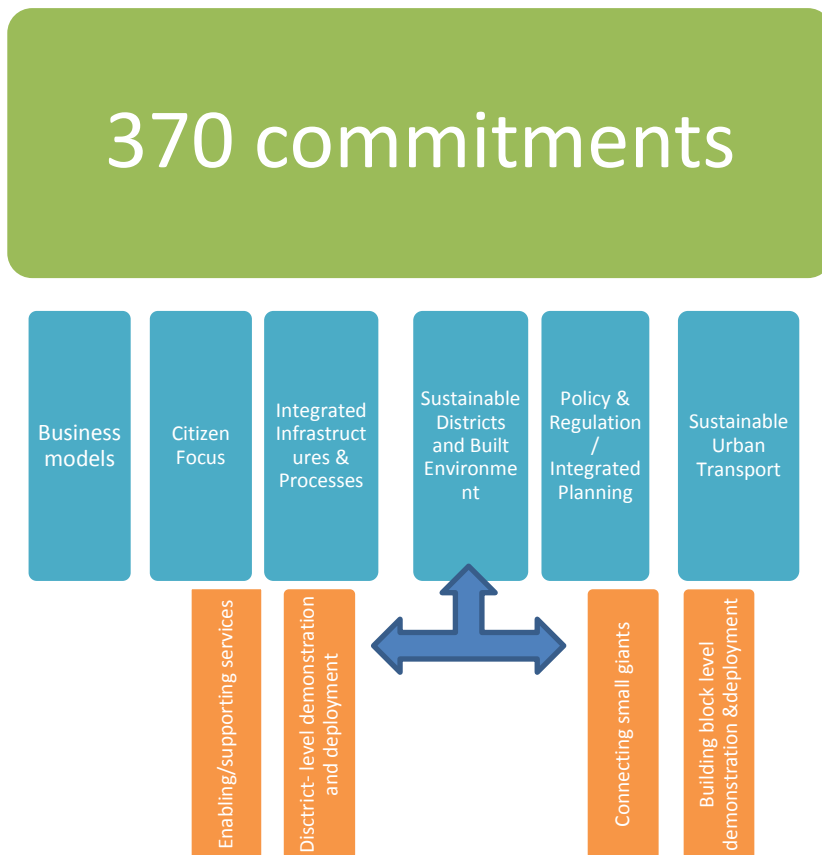 370 commitments
Business
models
Citizen
Focus
Integrated
Infrastruct
ures &
Processes
Sustainable
Districts
and Built
Environme
nt
Policy &
Regulation
/
Integrated
Planning
Sustainable
Urban
Transport
Enabling/supporting services
Disctrict- level demonstration
and deployment
Connecting small giants
Building block level
demonstration &deployment